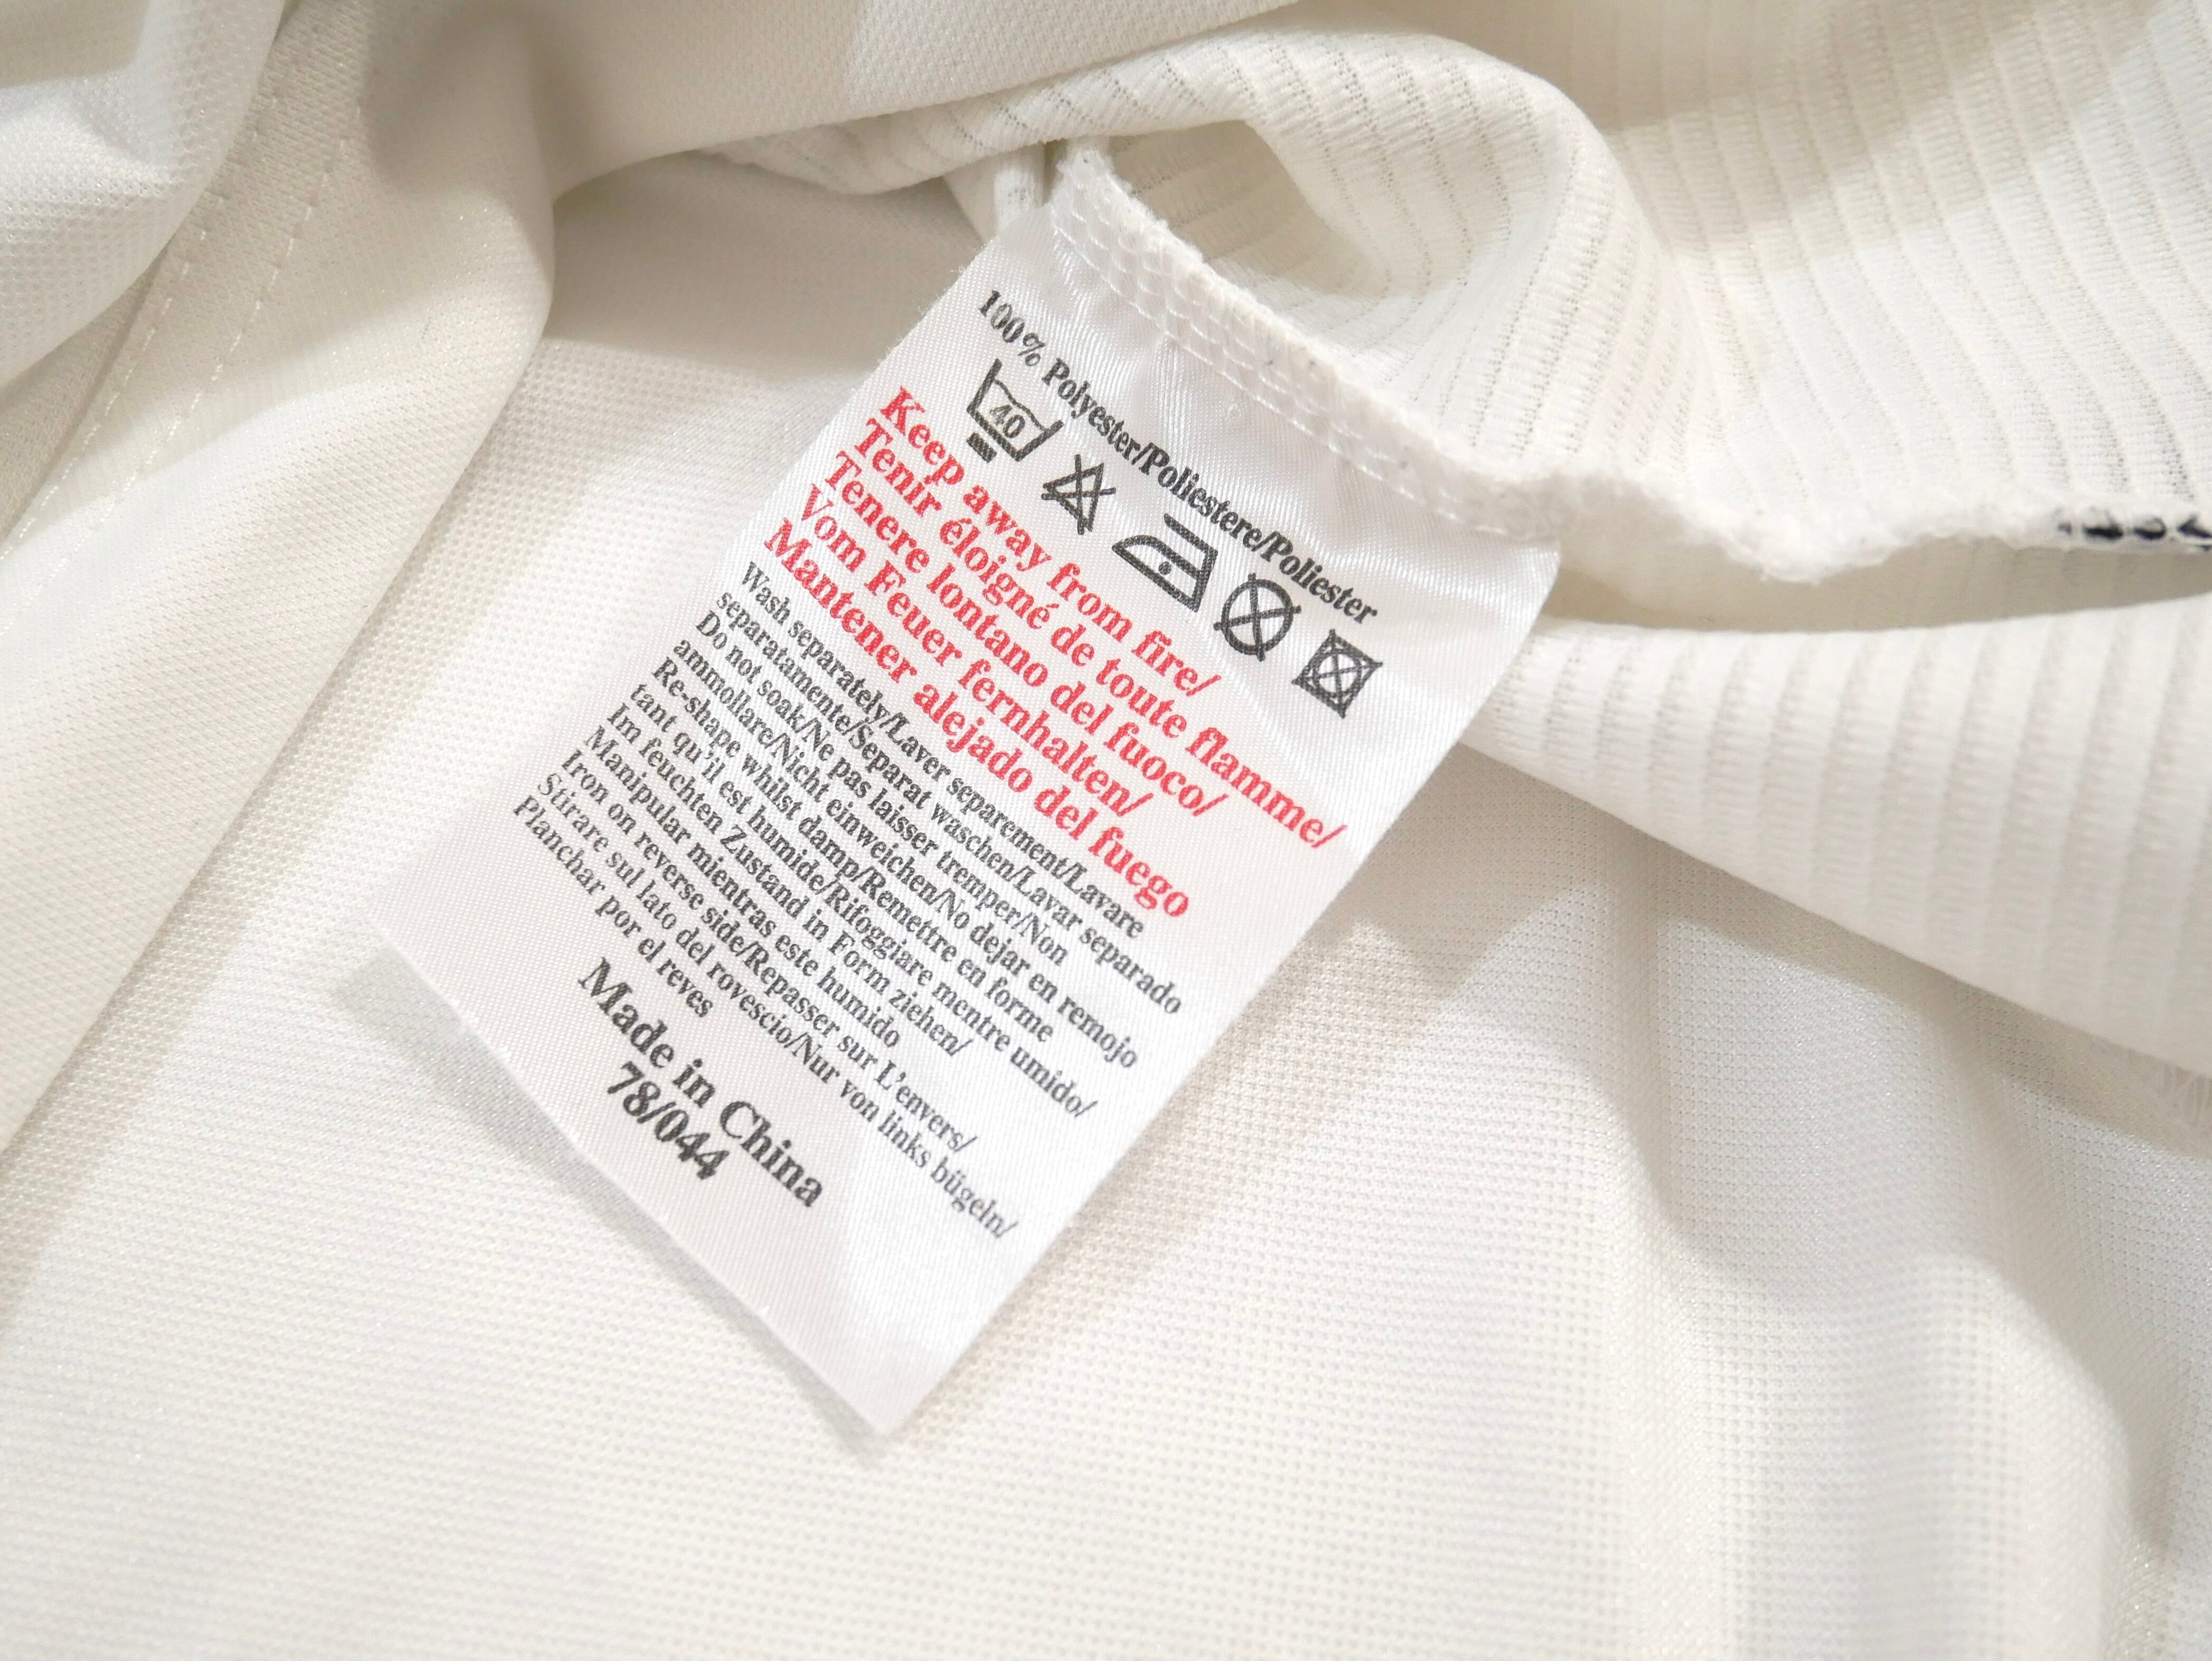 100% Polyester/Poliestere/Poliester
40
Keep away from fire/
Tenir éloigné de toute flamme/
Tenere lontano del fuoco/
Vom Feuer fernhalten/
Mantener alejado del fuego
Wash separately/Laver separement/Lavare
separatamente/Separat waschen/Lavar separado
Do not soak/Ne pas laisser tremper/Non
ammollare/Nicht einweichen/No dejar en remojo
Re-shape whilst damp/Remettre en forme
tant qu'il est humide/Rifoggiare mentre umido/
Im feuchten Zustand in Form ziehen/
Manipular mientras este humido
Iron on reverse side/Repasser sur L'envers/
Stirare sul lato del rovescio/Nur von links bügeln/
Planchar por el reves
Made in China
78/044